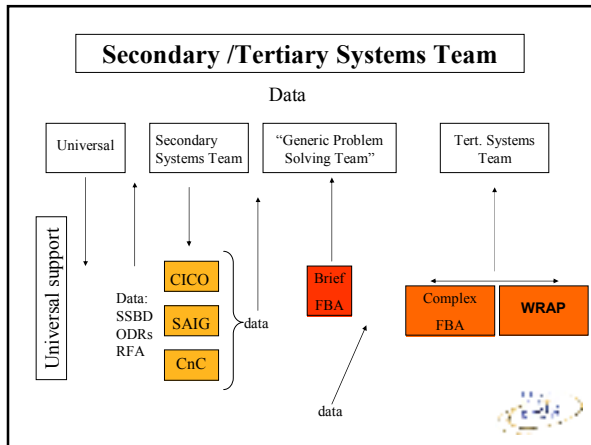 Secondary /Tertiary Systems Team
Data
Universal
Secondary
Systems Team
“Generic Problem
Solving Team”
Tert. Systems
Team
Universal support
Data:
SSBD
ODRs
RFA
CICO
SAIG
CnC
data
Brief
FBA
data
Complex
FBA
WRAP